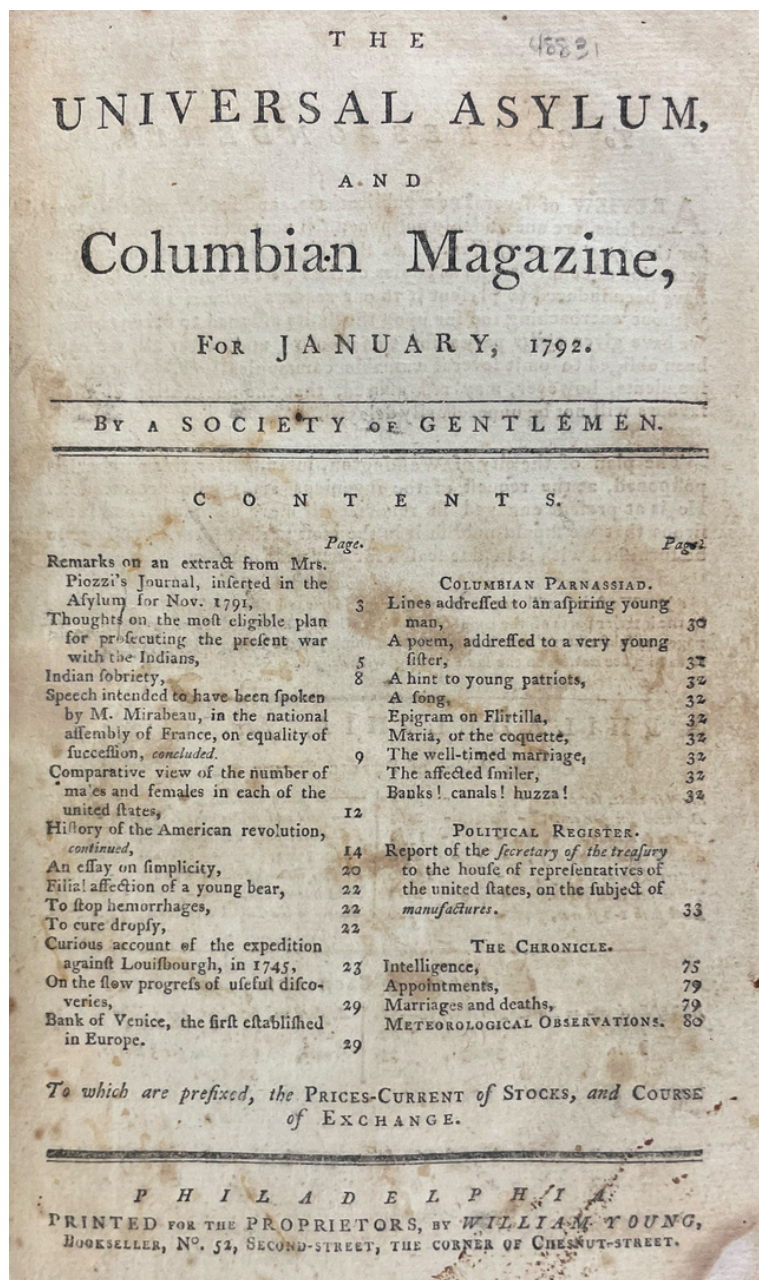 48831
THE
UNIVERSAL ASYLUM,
AND
Columbian Magazine,
FOR JANUARY, 1792.
BY A SOCIETY OF GENTLEMEN.
CONTENTS.
Page.
Remarks on an extract from Mrs.
Piozzi's Journal, inſerted in the
Aſylum for Nov. 1791, 3
Thoughts on the moſt eligible plan
for proſecuting the preſent war
with the Indians, 5
Indian ſobriety, 8
Speech intended to have been ſpoken
by M. Mirabeau, in the national
aſſembly of France, on equality of
ſucceſſion, concluded. 9
Comparative view of the number of
males and females in each of the
united ſtates, 12
Hiſtory of the American revolution,
continued, 14
An eſſay on ſimplicity, 20
Filial affection of a young bear, 22
To ſtop hemorrhages, 22
To cure dropſy, 22
Curious account of the expedition
againſt Louiſbourgh, in 1745, 23
On the ſlow progreſs of uſeful diſco-
veries, 29
Bank of Venice, the firſt eſtabliſhed
in Europe. 29
Page.
COLUMBIAN PARNASSIAD.
Lines addreſſed to an aſpiring young
man, 30
A poem, addreſſed to a very young
ſiſter,
A hint to young patriots, 32
A ſong, 32
Epigram on Flirtilla, 32
Maria, or the coquette, 32
The well-timed marriage, 32
The affected ſmiler, 32
Banks! canals! huzza! 32
POLITICAL REGISTER.
Report of the ſecretary of the treaſury
to the houſe of repreſentatives of
the united ſtates, on the ſubject of
manufactures. 33
THE CHRONICLE.
Intelligence, 75
Appointments, 79
Marriages and deaths, 79
METEOROLOGICAL OBSERVATIONS. 80
To which are prefixed, the PRICES-CURRENT of STOCKS, and COURSE
of EXCHANGE.
PHILADELPHIA:
PRINTED FOR THE PROPRIETORS, BY WILLIAM YOUNG,
BOOKSELLER, No. 52, SECOND-STREET, THE CORNER OF CHESNUT-STREET.